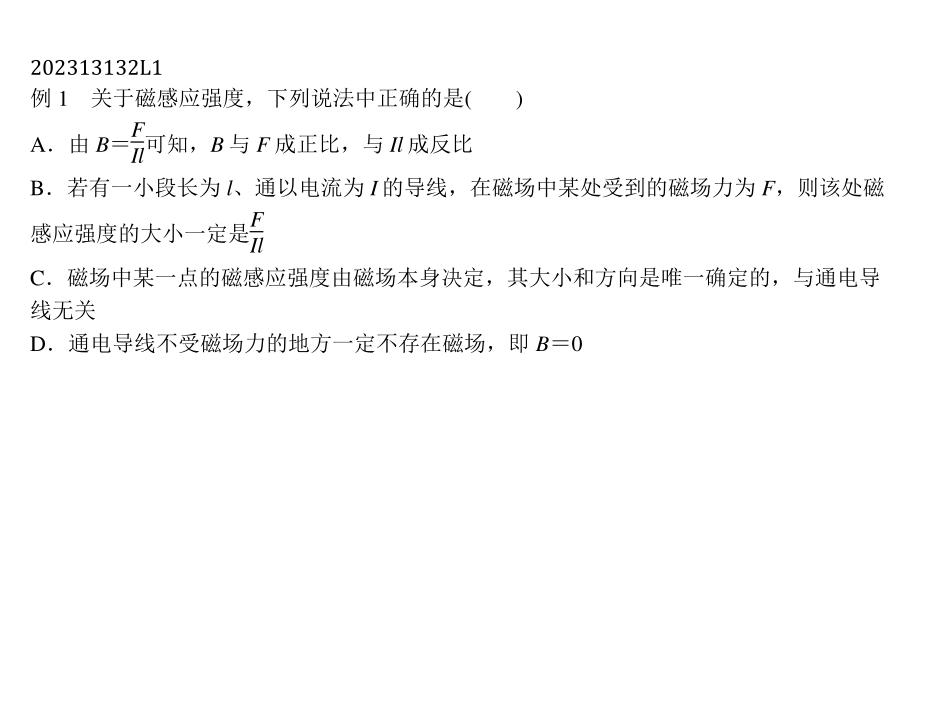 202313132L1
例 1　关于磁感应强度，下列说法中正确的是(　　)
A．由 B＝F/Il可知，B 与 F 成正比，与 Il 成反比
B．若有一小段长为 l、通以电流为 I 的导线，在磁场中某处受到的磁场力为 F，则该处磁
感应强度的大小一定是F/Il
C．磁场中某一点的磁感应强度由磁场本身决定，其大小和方向是唯一确定的，与通电导
线无关
D．通电导线不受磁场力的地方一定不存在磁场，即 B＝0